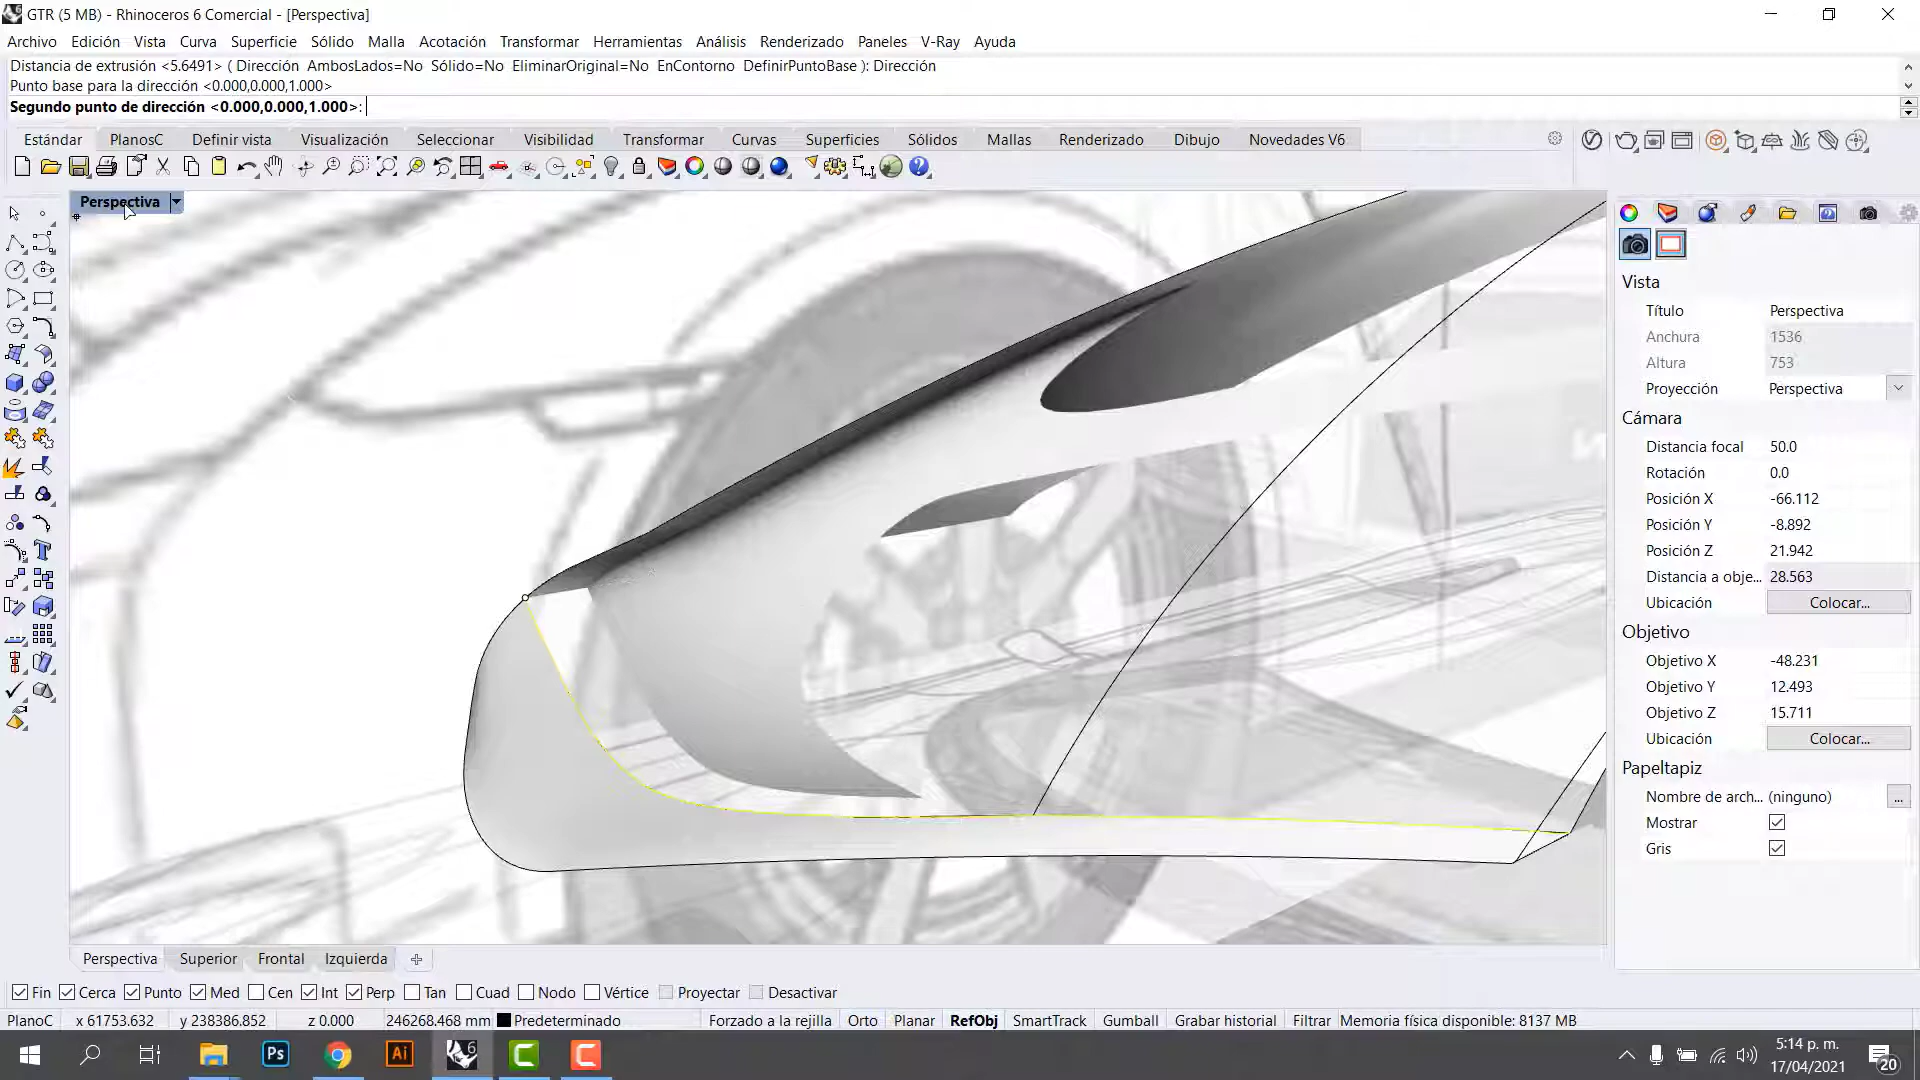 GTR (5 MB) - Rhinoceros 6 Comercial - [Perspectiva]
Archivo Edición Vista Curva Superficie Sólido Malla Acotación Transformar Herramientas Análisis Renderizado Paneles V-Ray Ayuda
Distancia de extrusión <5.6491> ( Dirección AmbosLados=No Sólido=No EliminarOriginal=No EnContorno DefinirPuntoBase ): Dirección
Punto base para la dirección <0.000,0.000,1.000>
Segundo punto de dirección <0.000,0.000,1.000>:
Estándar PlanosC Definir vista Visualización Seleccionar Visibilidad Transformar Curvas Superficies Sólidos Mallas Renderizado Dibujo Novedades V6
Perspectiva
Vista
Título Perspectiva
Anchura 1536
Altura 753
Proyección Perspectiva
Cámara
Distancia focal 50.0
Rotación 0.0
Posición X -66.112
Posición Y -8.892
Posición Z 21.942
Distancia a obje... 28.563
Ubicación Colocar...
Objetivo
Objetivo X -48.231
Objetivo Y 12.493
Objetivo Z 15.711
Ubicación Colocar...
Papeltapiz
Nombre de arch... (ninguno) ...
Mostrar
Gris
Perspectiva Superior Frontal Izquierda
Fin Cerca Punto Med Cen Int Perp Tan Cuad Nodo Vértice Proyectar Desactivar
PlanoC x 61753.632 y 238386.852 z 0.000 246268.468 mm Predeterminado Forzado a la rejilla Orto Planar RefObj SmartTrack Gumball Grabar historial Filtrar Memoria física disponible: 8137 MB
Ps Ai 6 C C
5:14 p. m.
17/04/2021
20